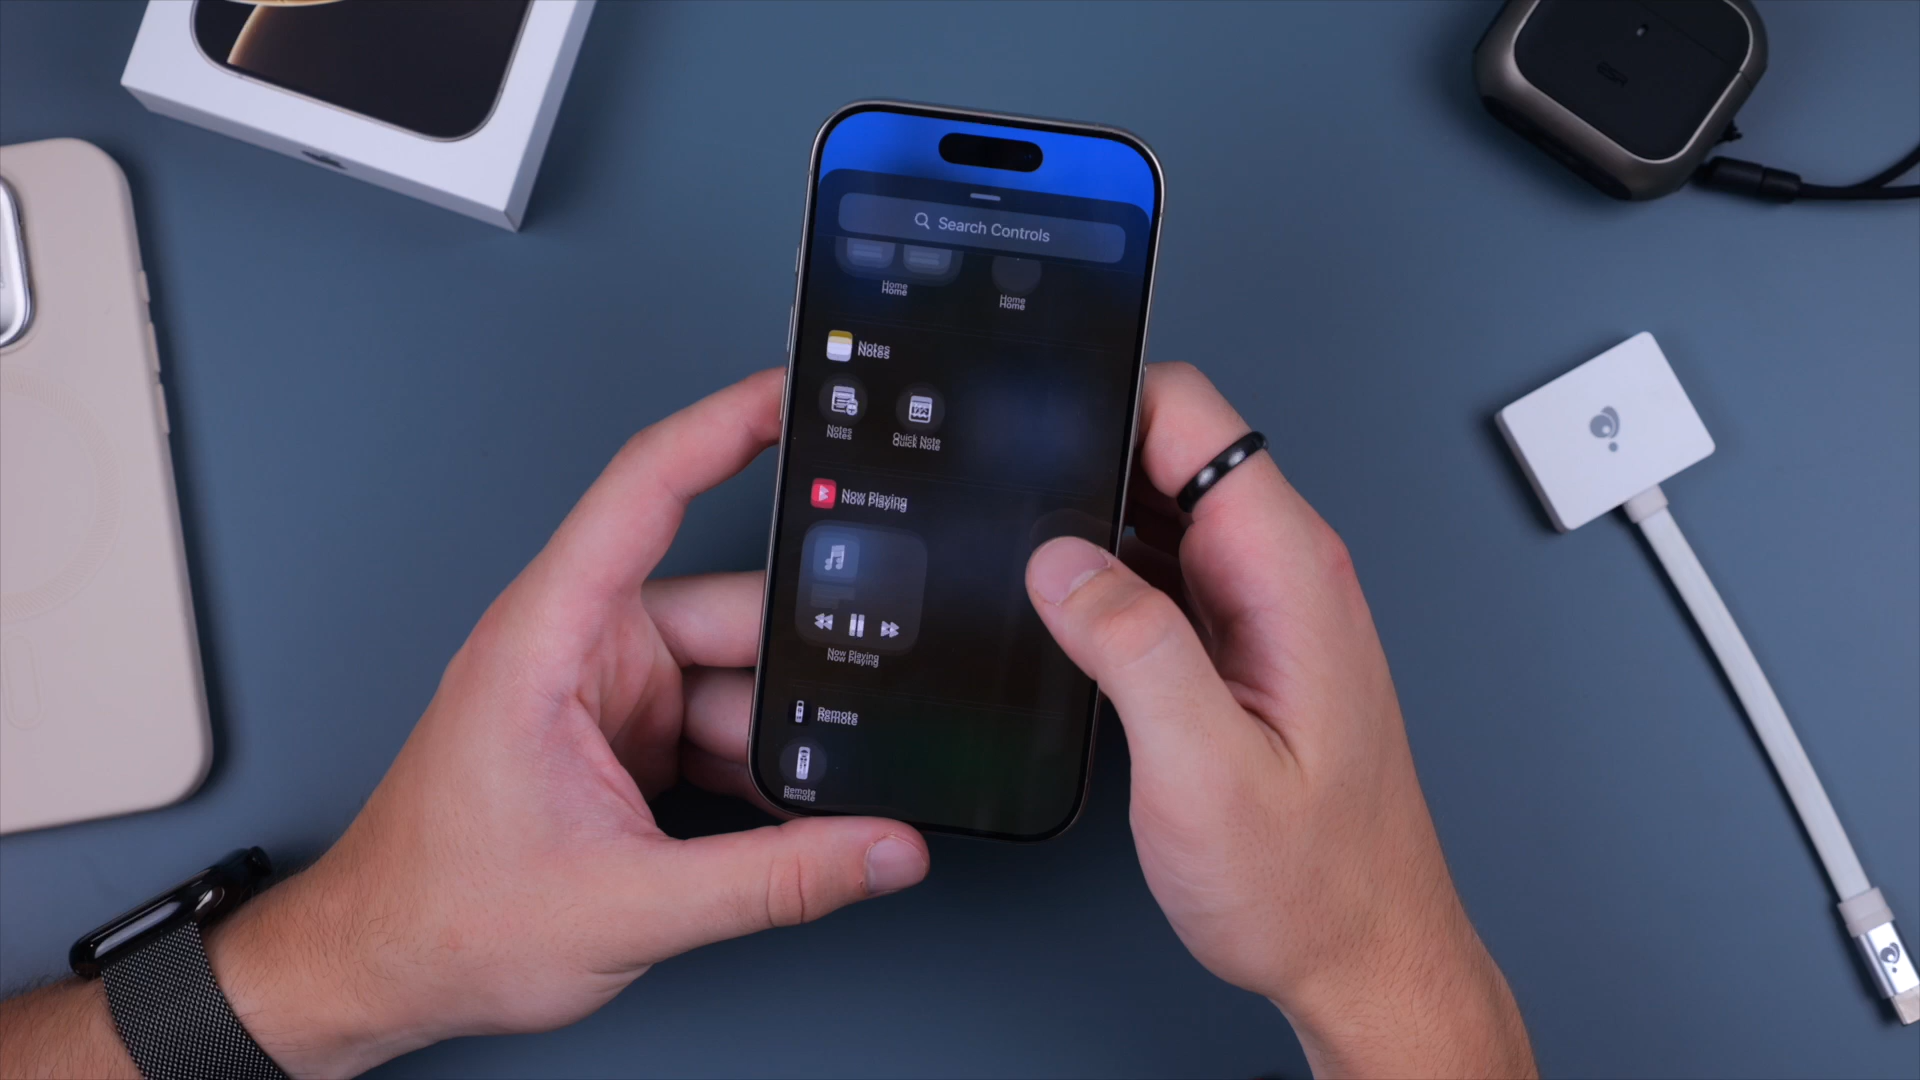 Search Controls
Home
Home
Notes
Notes
Quick Note
Now Playing
Now Playing
Remote
Remote